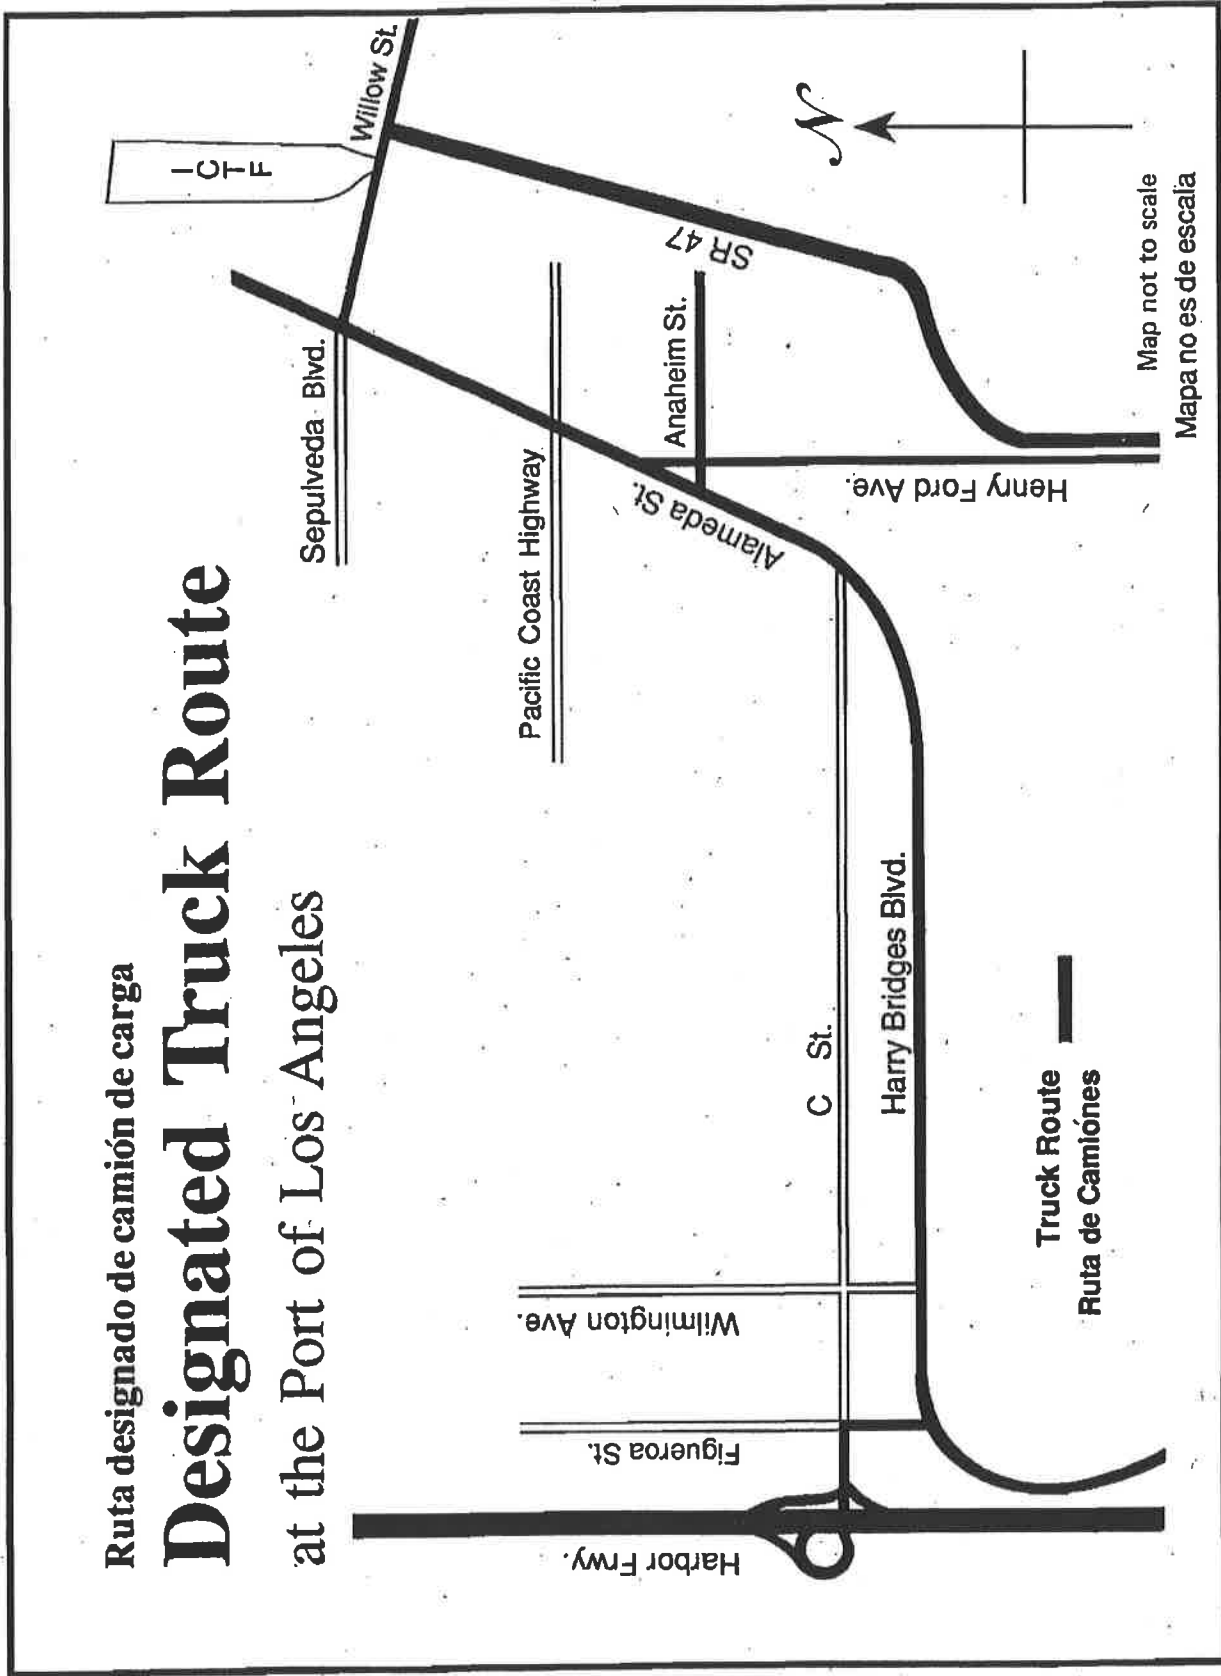 Ruta designado de camión de carga
Designated Truck Route
at the Port of Los Angeles
I
C
T
F
Willow St.
Sepulveda Blvd.
Pacific Coast Highway
SR 47
Anaheim St.
Alameda St.
Henry Ford Ave.
N
Harbor Frwy.
Figueroa St.
Wilmington Ave.
C St.
Harry Bridges Blvd.
Truck Route
Ruta de Camiónes
Map not to scale
Mapa no es de escala